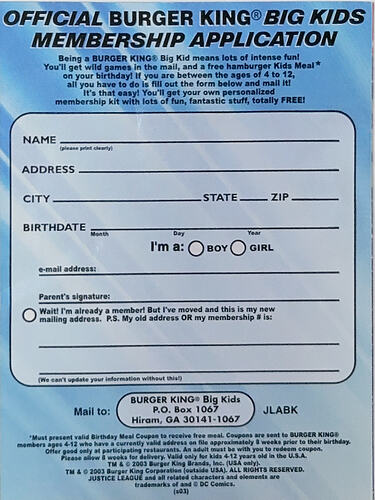 OFFICIAL BURGER KING® BIG KIDS
MEMBERSHIP APPLICATION
Being a BURGER KING® Big Kid means lots of intense fun!
You'll get wild games in the mail, and a free hamburger Kids Meal*
on your birthday! If you are between the ages of 4 to 12,
all you have to do is fill out the form below and mail it!
It's that easy! You'll get your own personalized
membership kit with lots of fun, fantastic stuff, totally FREE!
NAME
(please print clearly)
ADDRESS
CITY STATE ZIP
BIRTHDATE
Month Day Year
I'm a: BOY GIRL
e-mail address:
Parent's signature:
Wait! I'm already a member! But I've moved and this is my new
mailing address. P.S. My old address OR my membership # is:
(We can't update your information without this!)
Mail to: BURGER KING® Big Kids
P.O. Box 1067 JLABK
Hiram, GA 30141-1067
*Must present valid Birthday Meal Coupon to receive free meal. Coupons are sent to BURGER KING®
members ages 4-12 who have a currently valid address on file approximately 8 weeks prior to their birthday.
Offer good only at participating restaurants. An adult must be with you to redeem coupon.
Please allow 8 weeks for delivery. Valid only for kids 4-12 years old in the U.S.A.
TM & © 2003 Burger King Brands, Inc. (USA only).
TM & © 2003 Burger King Corporation (outside USA). ALL RIGHTS RESERVED.
JUSTICE LEAGUE and all related characters and elements are
trademarks of and © DC Comics.
(s03)